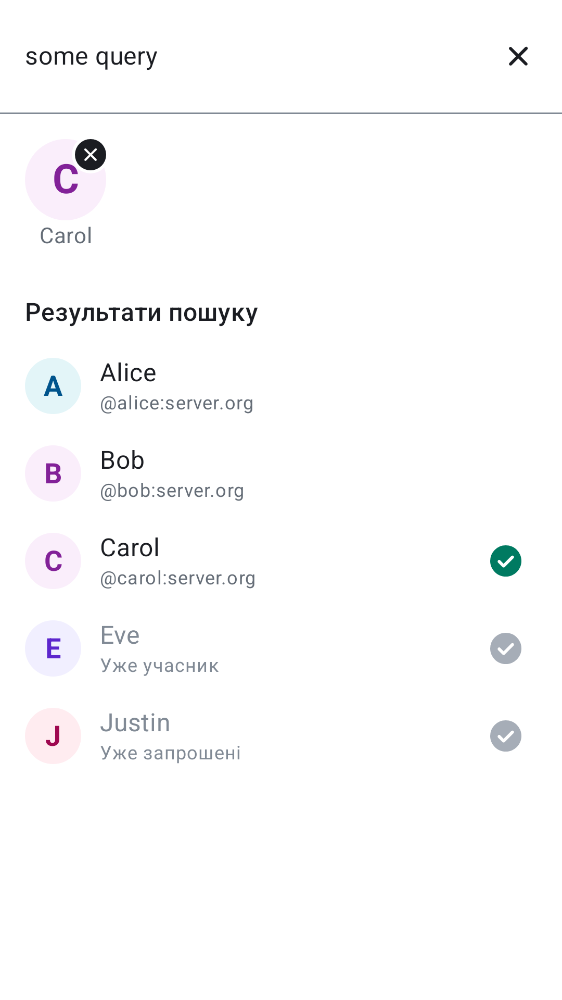 some query
C
Carol
Результати пошуку
A
Alice
@alice:server.org
B
Bob
@bob:server.org
C
Carol
@carol:server.org
E
Eve
Уже учасник
J
Justin
Уже запрошені